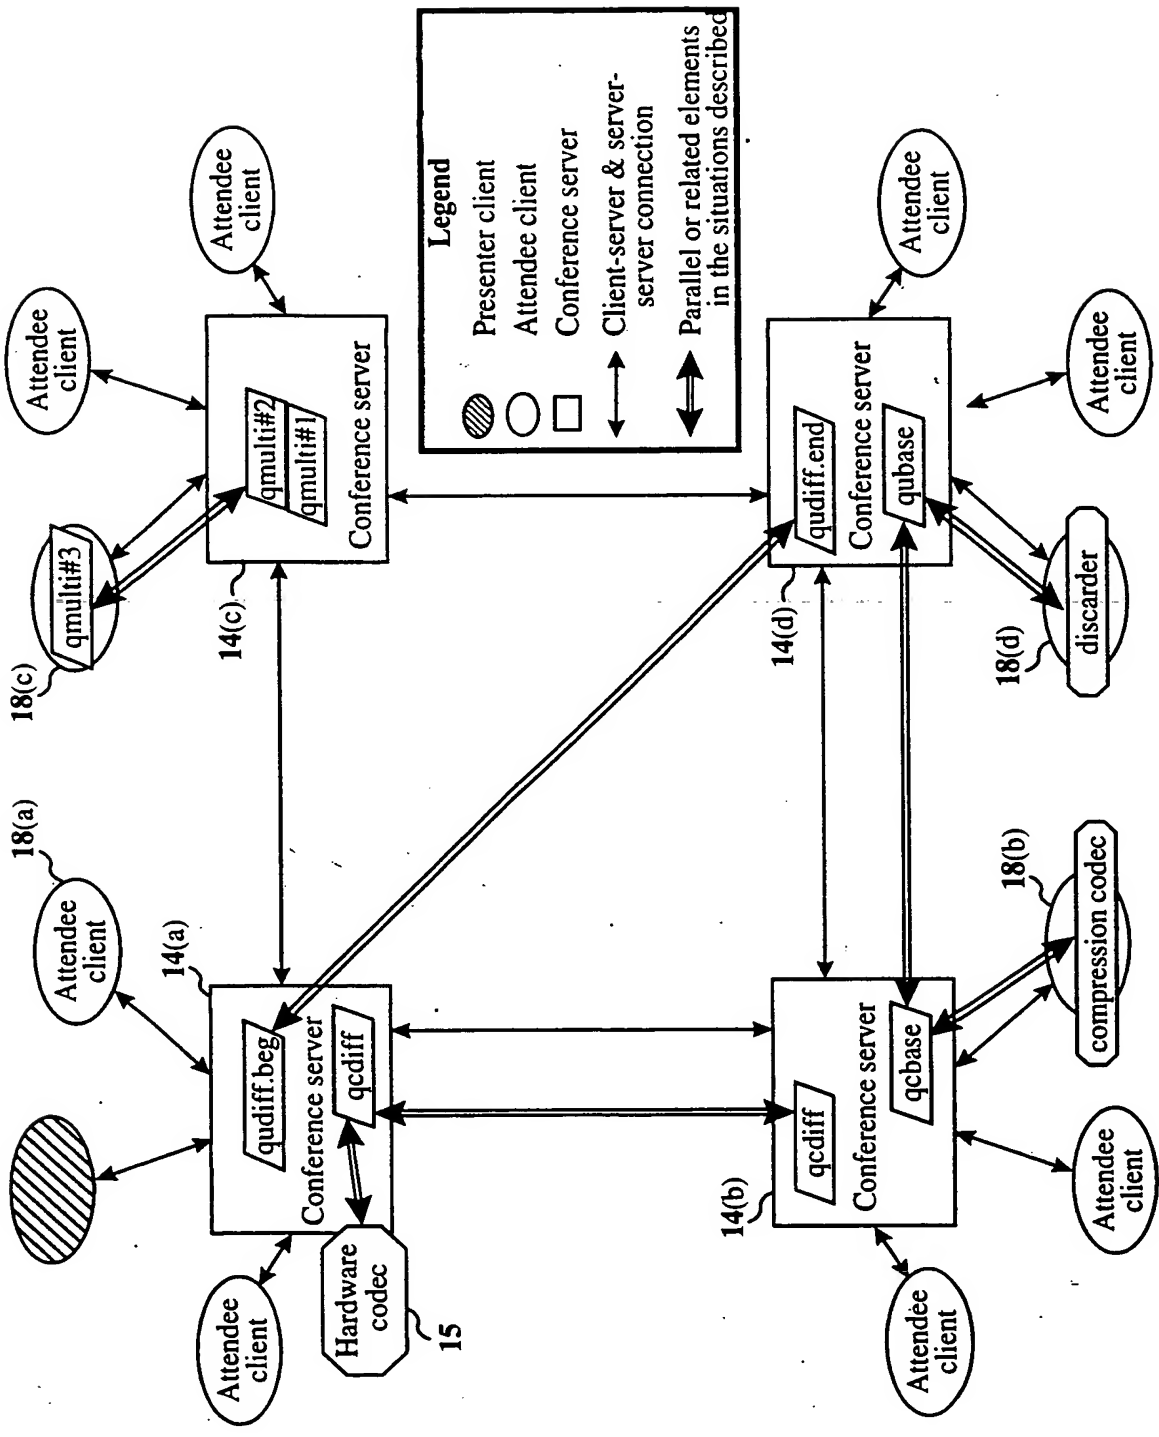 18(a)
Attendee
client
14(a)
qudiff.beg
Conference server
qcdiff
Attendee
client
Hardware
codec
15
18(c)
qmulti#3
Attendee
client
Attendee
client
14(c)
qmulti#2
qmulti#1
Conference server
Legend
Presenter client
Attendee client
Conference server
Client-server & server-
server connection
Parallel or related elements
in the situations described
14(b)
qcdiff
Conference server
qcbase
Attendee
client
Attendee
client
18(b)
compression codec
14(d)
qudiff.end
Conference server
qubase
Attendee
client
Attendee
client
18(d)
discarder